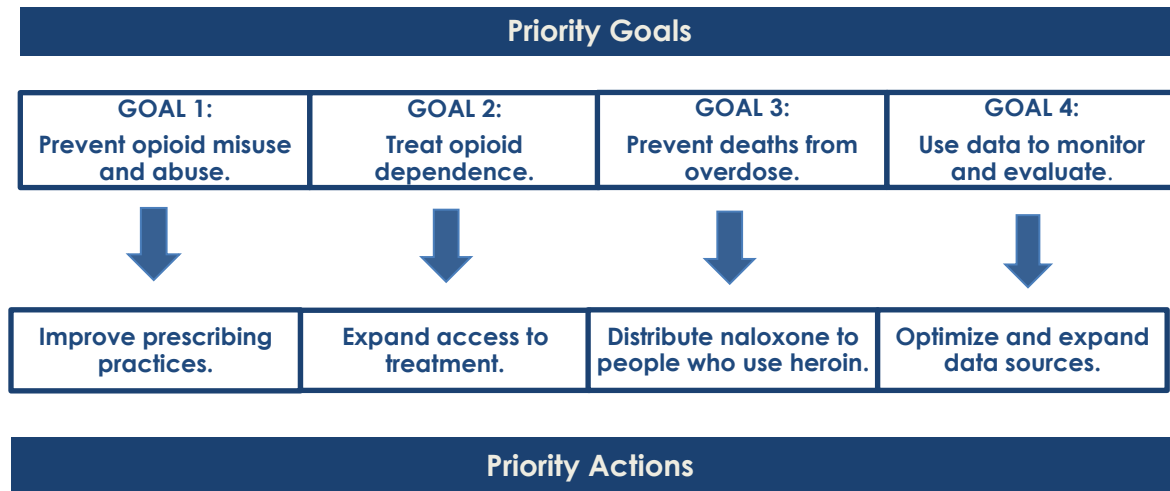 Priority Goals
GOAL 1:
Prevent opioid misuse
and abuse.
GOAL 2:
Treat opioid
dependence.
GOAL 3:
Prevent deaths from
overdose.
GOAL 4:
Use data to monitor
and evaluate.
Improve prescribing
practices.
Expand access to
treatment.
Distribute naloxone to
people who use heroin.
Optimize and expand
data sources.
Priority Actions